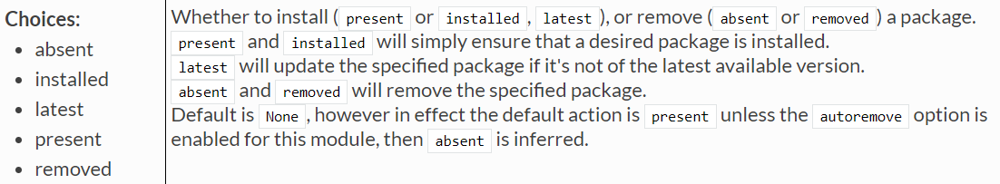 Choices:
• absent
• installed
• latest
• present
• removed
Whether to install ( present or installed , latest ), or remove ( absent or removed ) a package.
present and installed will simply ensure that a desired package is installed.
latest will update the specified package if it's not of the latest available version.
absent and removed will remove the specified package.
Default is None , however in effect the default action is present unless the autoremove option is
enabled for this module, then absent is inferred.